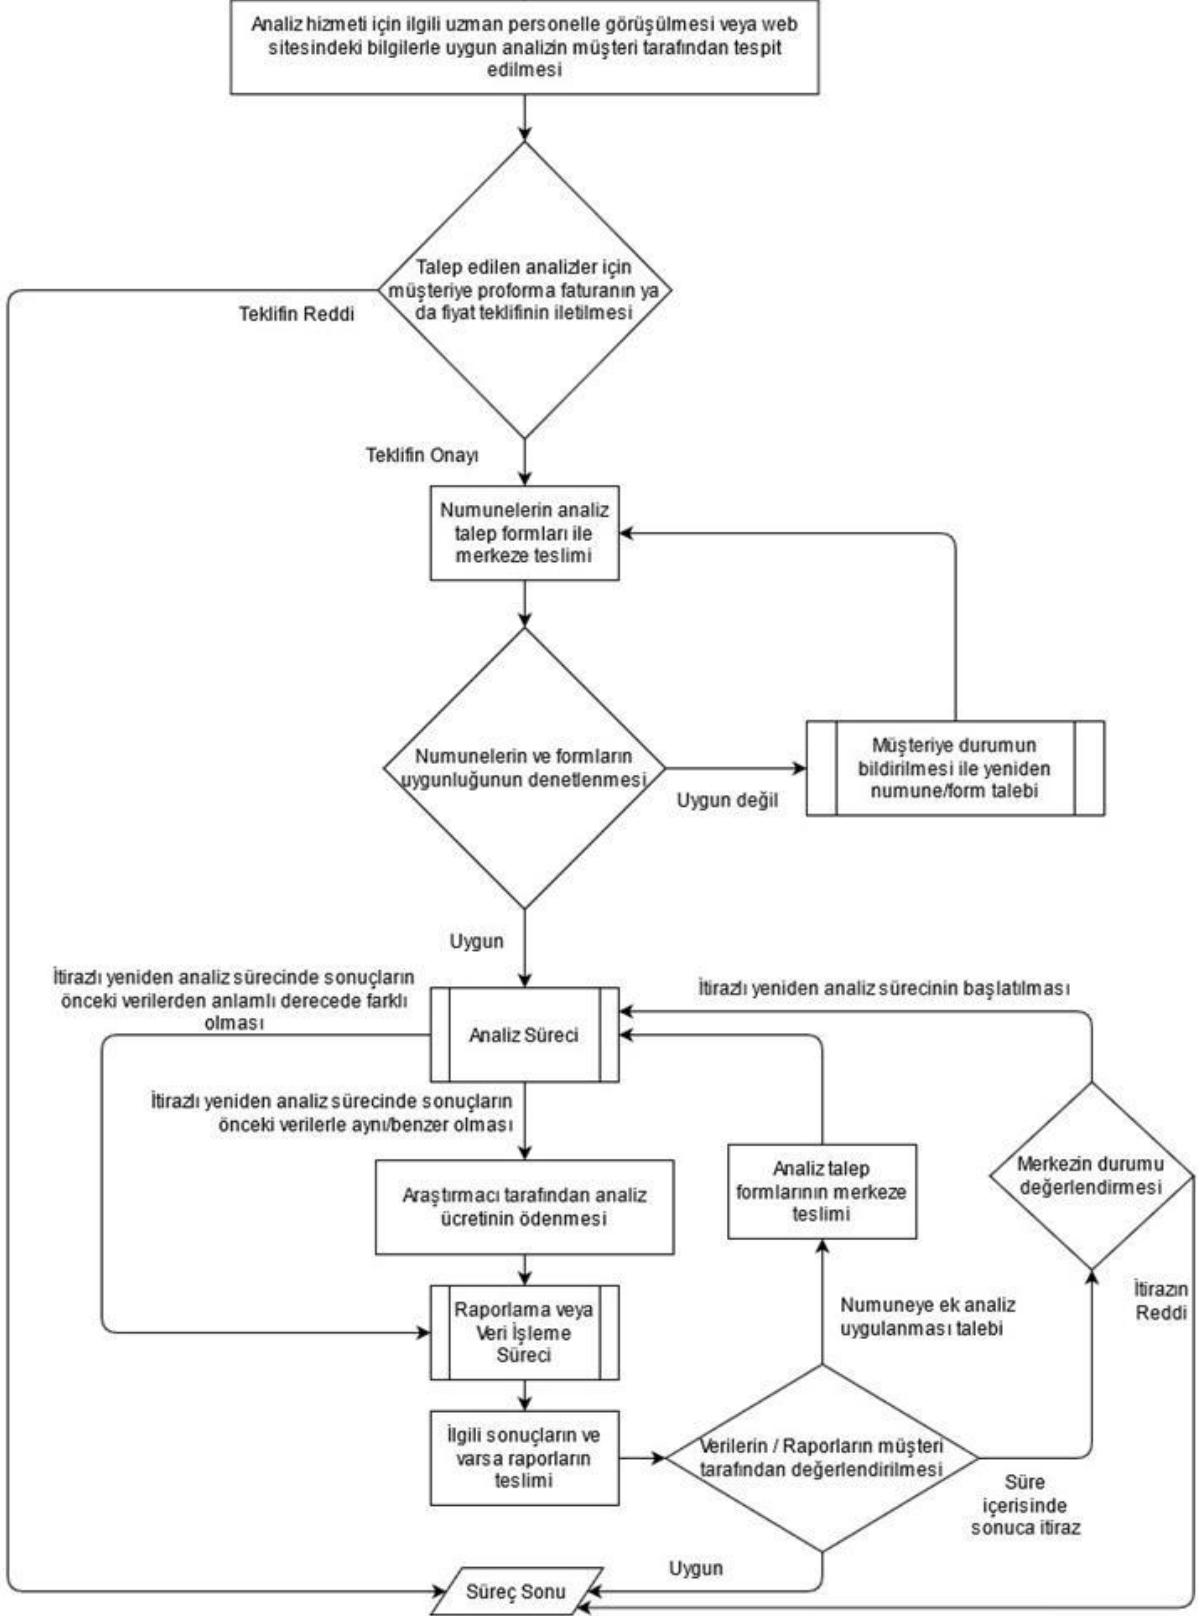 Analiz hizmeti için ilgili uzman personelle görüşülmesi veya web
sitesindeki bilgilerle uygun analizin müşteri tarafından tespit
edilmesi
Talep edilen analizler için
müşteriye proforma faturanın ya
da fiyat teklifinin iletilmesi
Teklifin Reddi
Teklifin Onayı
Numunelerin analiz
talep formları ile
merkeze teslimi
Numunelerin ve formların
uygunluğunun denetlenmesi
Uygun değil
Müşteriye durumun
bildirilmesi ile yeniden
numune/form talebi
Uygun
İtirazlı yeniden analiz sürecinde sonuçların
önceki verilerden anlamlı derecede farklı
olması
Analiz Süreci
İtirazlı yeniden analiz sürecinin başlatılması
İtirazlı yeniden analiz sürecinde sonuçların
önceki verilerle aynı/benzer olması
Araştırmacı tarafından analiz
ücretinin ödenmesi
Analiz talep
formlarının merkeze
teslimi
Merkezin durumu
değerlendirmesi
Raporlama veya
Veri İşleme
Süreci
Numuneye ek analiz
uygulanması talebi
İtirazın
Reddi
İlgili sonuçların ve
varsa raporların
teslimi
Verilerin / Raporların müşteri
tarafından değerlendirilmesi
Süre
içerisinde
sonuca itiraz
Uygun
Süreç Sonu